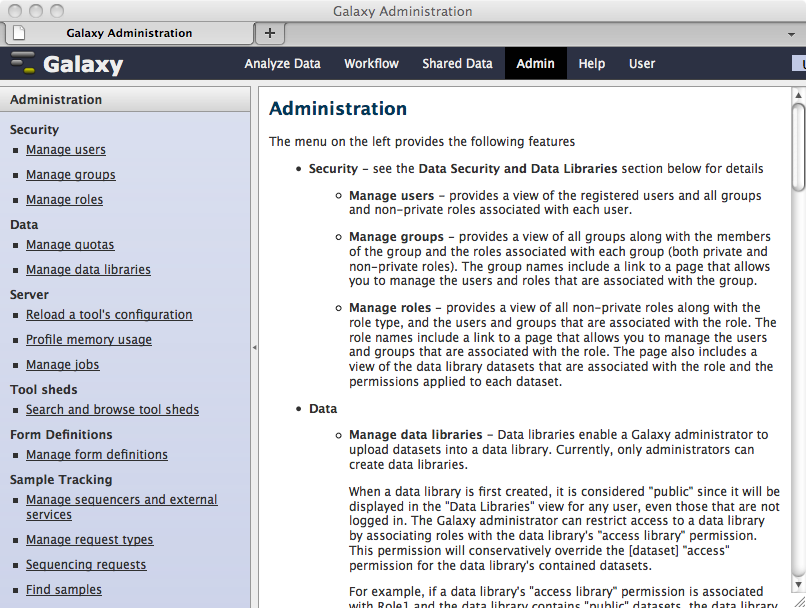 Galaxy Administration
Galaxy Administration
+
Galaxy
Analyze Data
Workflow
Shared Data
Admin
Help
User
Administration
Security
Manage users
Manage groups
Manage roles
Data
Manage quotas
Manage data libraries
Server
Reload a tool's configuration
Profile memory usage
Manage jobs
Tool sheds
Search and browse tool sheds
Form Definitions
Manage form definitions
Sample Tracking
Manage sequencers and external
services
Manage request types
Sequencing requests
Find samples
Administration
The menu on the left provides the following features
• Security – see the Data Security and Data Libraries section below for details
Manage users – provides a view of the registered users and all groups
and non-private roles associated with each user.
Manage groups – provides a view of all groups along with the members
of the group and the roles associated with each group (both private and
non-private roles). The group names include a link to a page that allows
you to manage the users and roles that are associated with the group.
Manage roles – provides a view of all non-private roles along with the
role type, and the users and groups that are associated with the role. The
role names include a link to a page that allows you to manage the users
and groups that are associated with the role. The page also includes a
view of the data library datasets that are associated with the role and the
permissions applied to each dataset.
• Data
Manage data libraries – Data libraries enable a Galaxy administrator to
upload datasets into a data library. Currently, only administrators can
create data libraries.
When a data library is first created, it is considered "public" since it will be
displayed in the "Data Libraries" view for any user, even those that are not
logged in. The Galaxy administrator can restrict access to a data library
by associating roles with the data library's "access library" permission.
This permission will conservatively override the [dataset] "access"
permission for the data library's contained datasets.
For example, if a data library's "access library" permission is associated
with Role1 and the data library contains "public" datasets, the data library